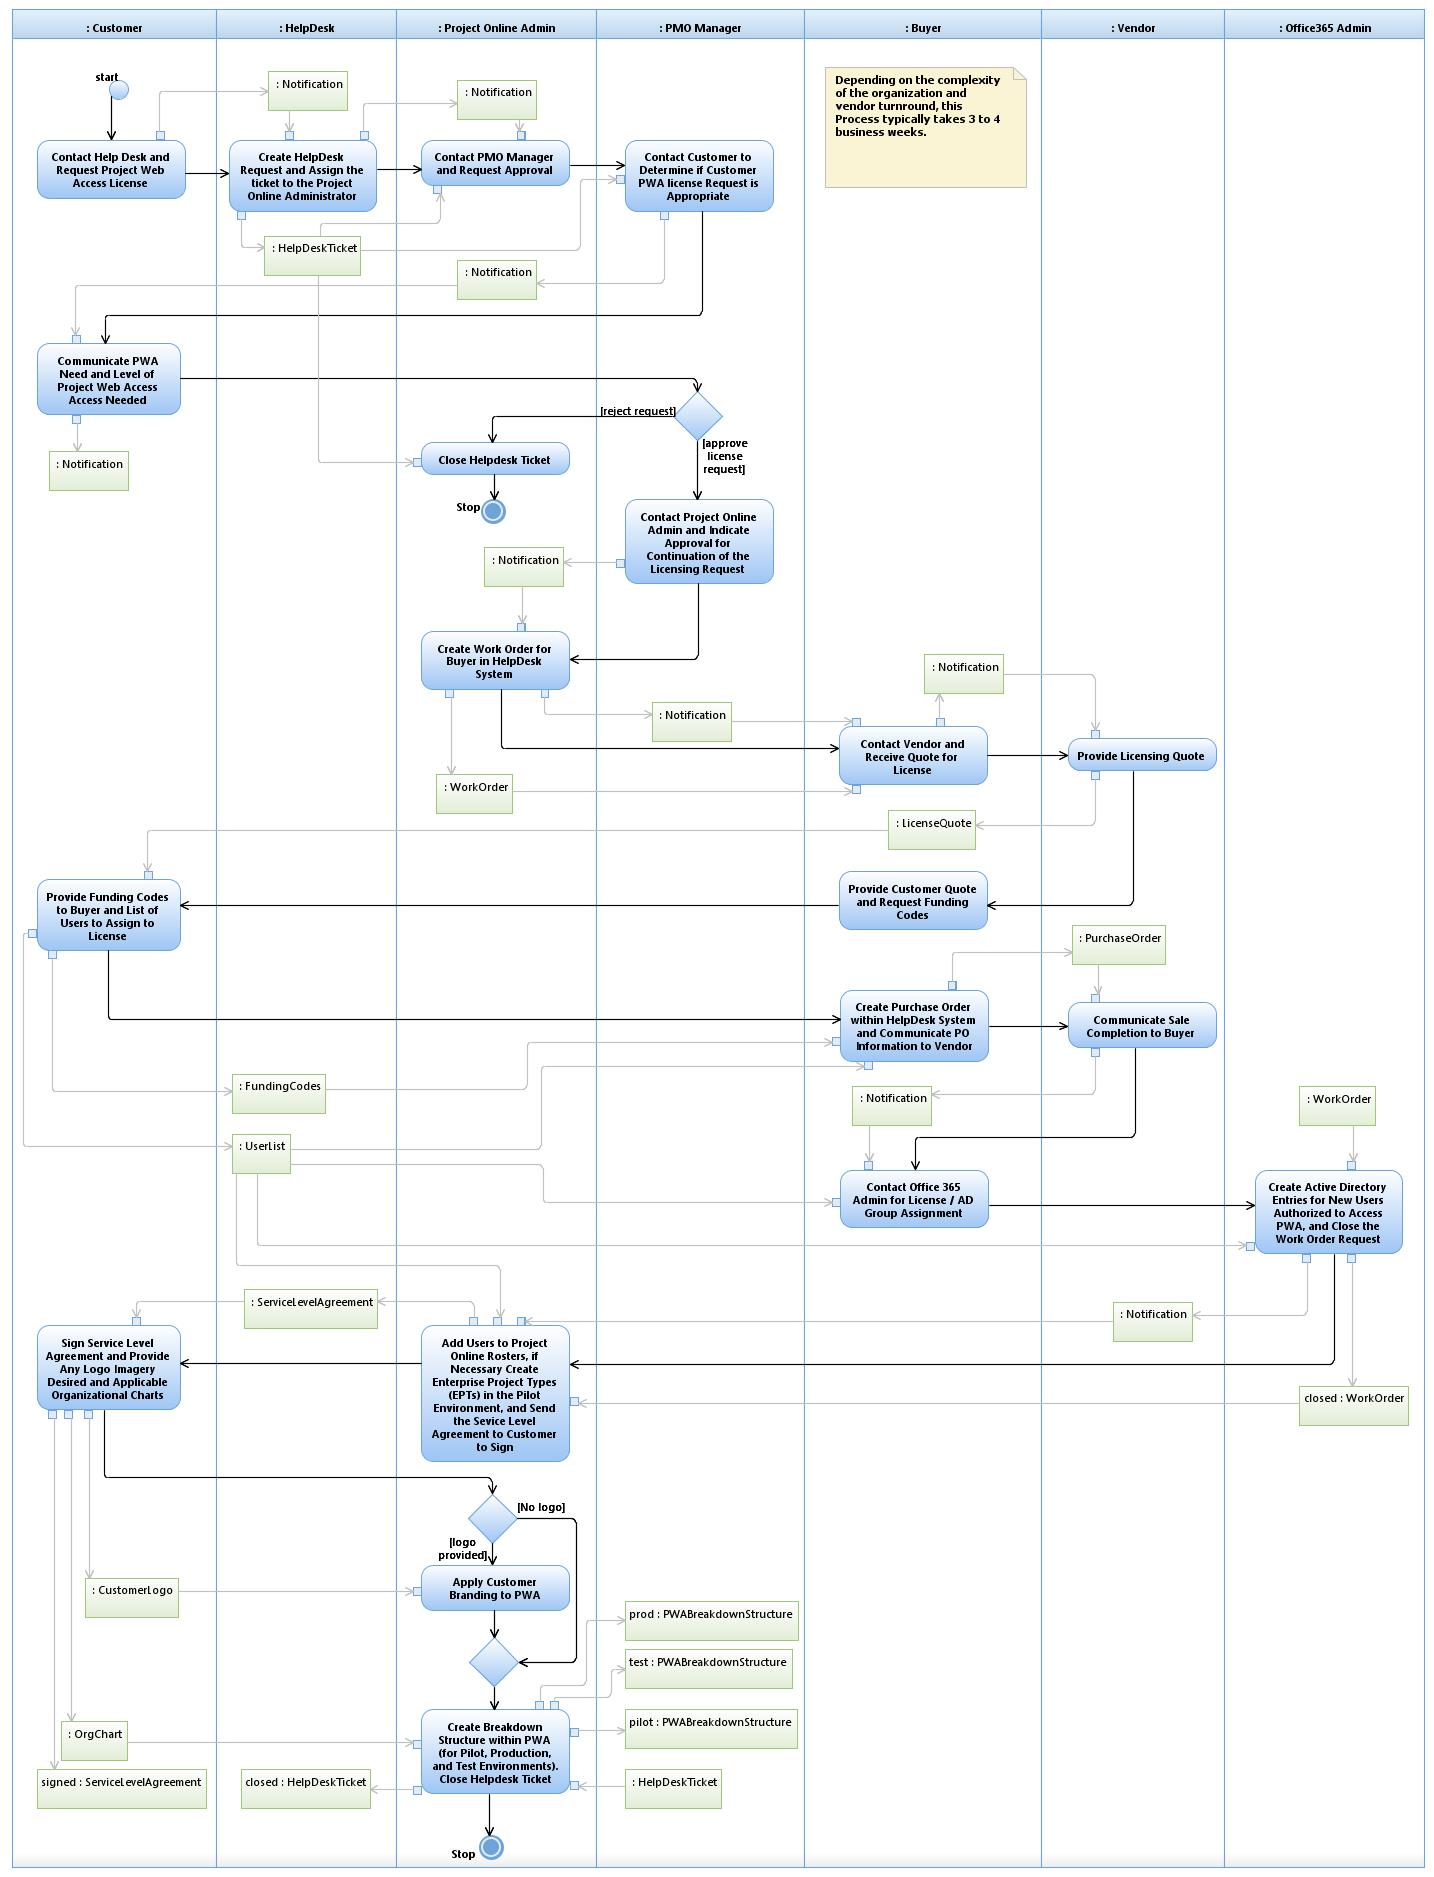 : Customer
: HelpDesk
: Project Online Admin
: PMO Manager
: Buyer
: Vendor
: Office365 Admin
start
: Notification
: Notification
Depending on the complexity
of the organization and
vendor turnround, this
Process typically takes 3 to 4
business weeks.
Contact Help Desk and
Request Project Web
Access License
Create HelpDesk
Request and Assign the
ticket to the Project
Online Administrator
Contact PMO Manager
and Request Approval
Contact Customer to
Determine if Customer
PWA license Request is
Appropriate
: HelpDeskTicket
: Notification
Communicate PWA
Need and Level of
Project Web Access
Access Needed
: Notification
[reject request]
[approve
license
request]
Close Helpdesk Ticket
Stop
Contact Project Online
Admin and Indicate
Approval for
Continuation of the
Licensing Request
: Notification
Create Work Order for
Buyer in HelpDesk
System
: Notification
: Notification
Contact Vendor and
Receive Quote for
License
Provide Licensing Quote
: WorkOrder
: LicenseQuote
Provide Funding Codes
to Buyer and List of
Users to Assign to
License
Provide Customer Quote
and Request Funding
Codes
: PurchaseOrder
Create Purchase Order
within HelpDesk System
and Communicate PO
Information to Vendor
Communicate Sale
Completion to Buyer
: FundingCodes
: Notification
: WorkOrder
: UserList
Contact Office 365
Admin for License / AD
Group Assignment
Create Active Directory
Entries for New Users
Authorized to Access
PWA, and Close the
Work Order Request
: ServiceLevelAgreement
: Notification
Sign Service Level
Agreement and Provide
Any Logo Imagery
Desired and Applicable
Organizational Charts
Add Users to Project
Online Rosters, if
Necessary Create
Enterprise Project Types
(EPTs) in the Pilot
Environment, and Send
the Sevice Level
Agreement to Customer
to Sign
closed : WorkOrder
[No logo]
[logo
provided]
: CustomerLogo
Apply Customer
Branding to PWA
prod : PWABreakdownStructure
test : PWABreakdownStructure
pilot : PWABreakdownStructure
: OrgChart
Create Breakdown
Structure within PWA
(for Pilot, Production,
and Test Environments).
Close Helpdesk Ticket
signed : ServiceLevelAgreement
closed : HelpDeskTicket
: HelpDeskTicket
Stop